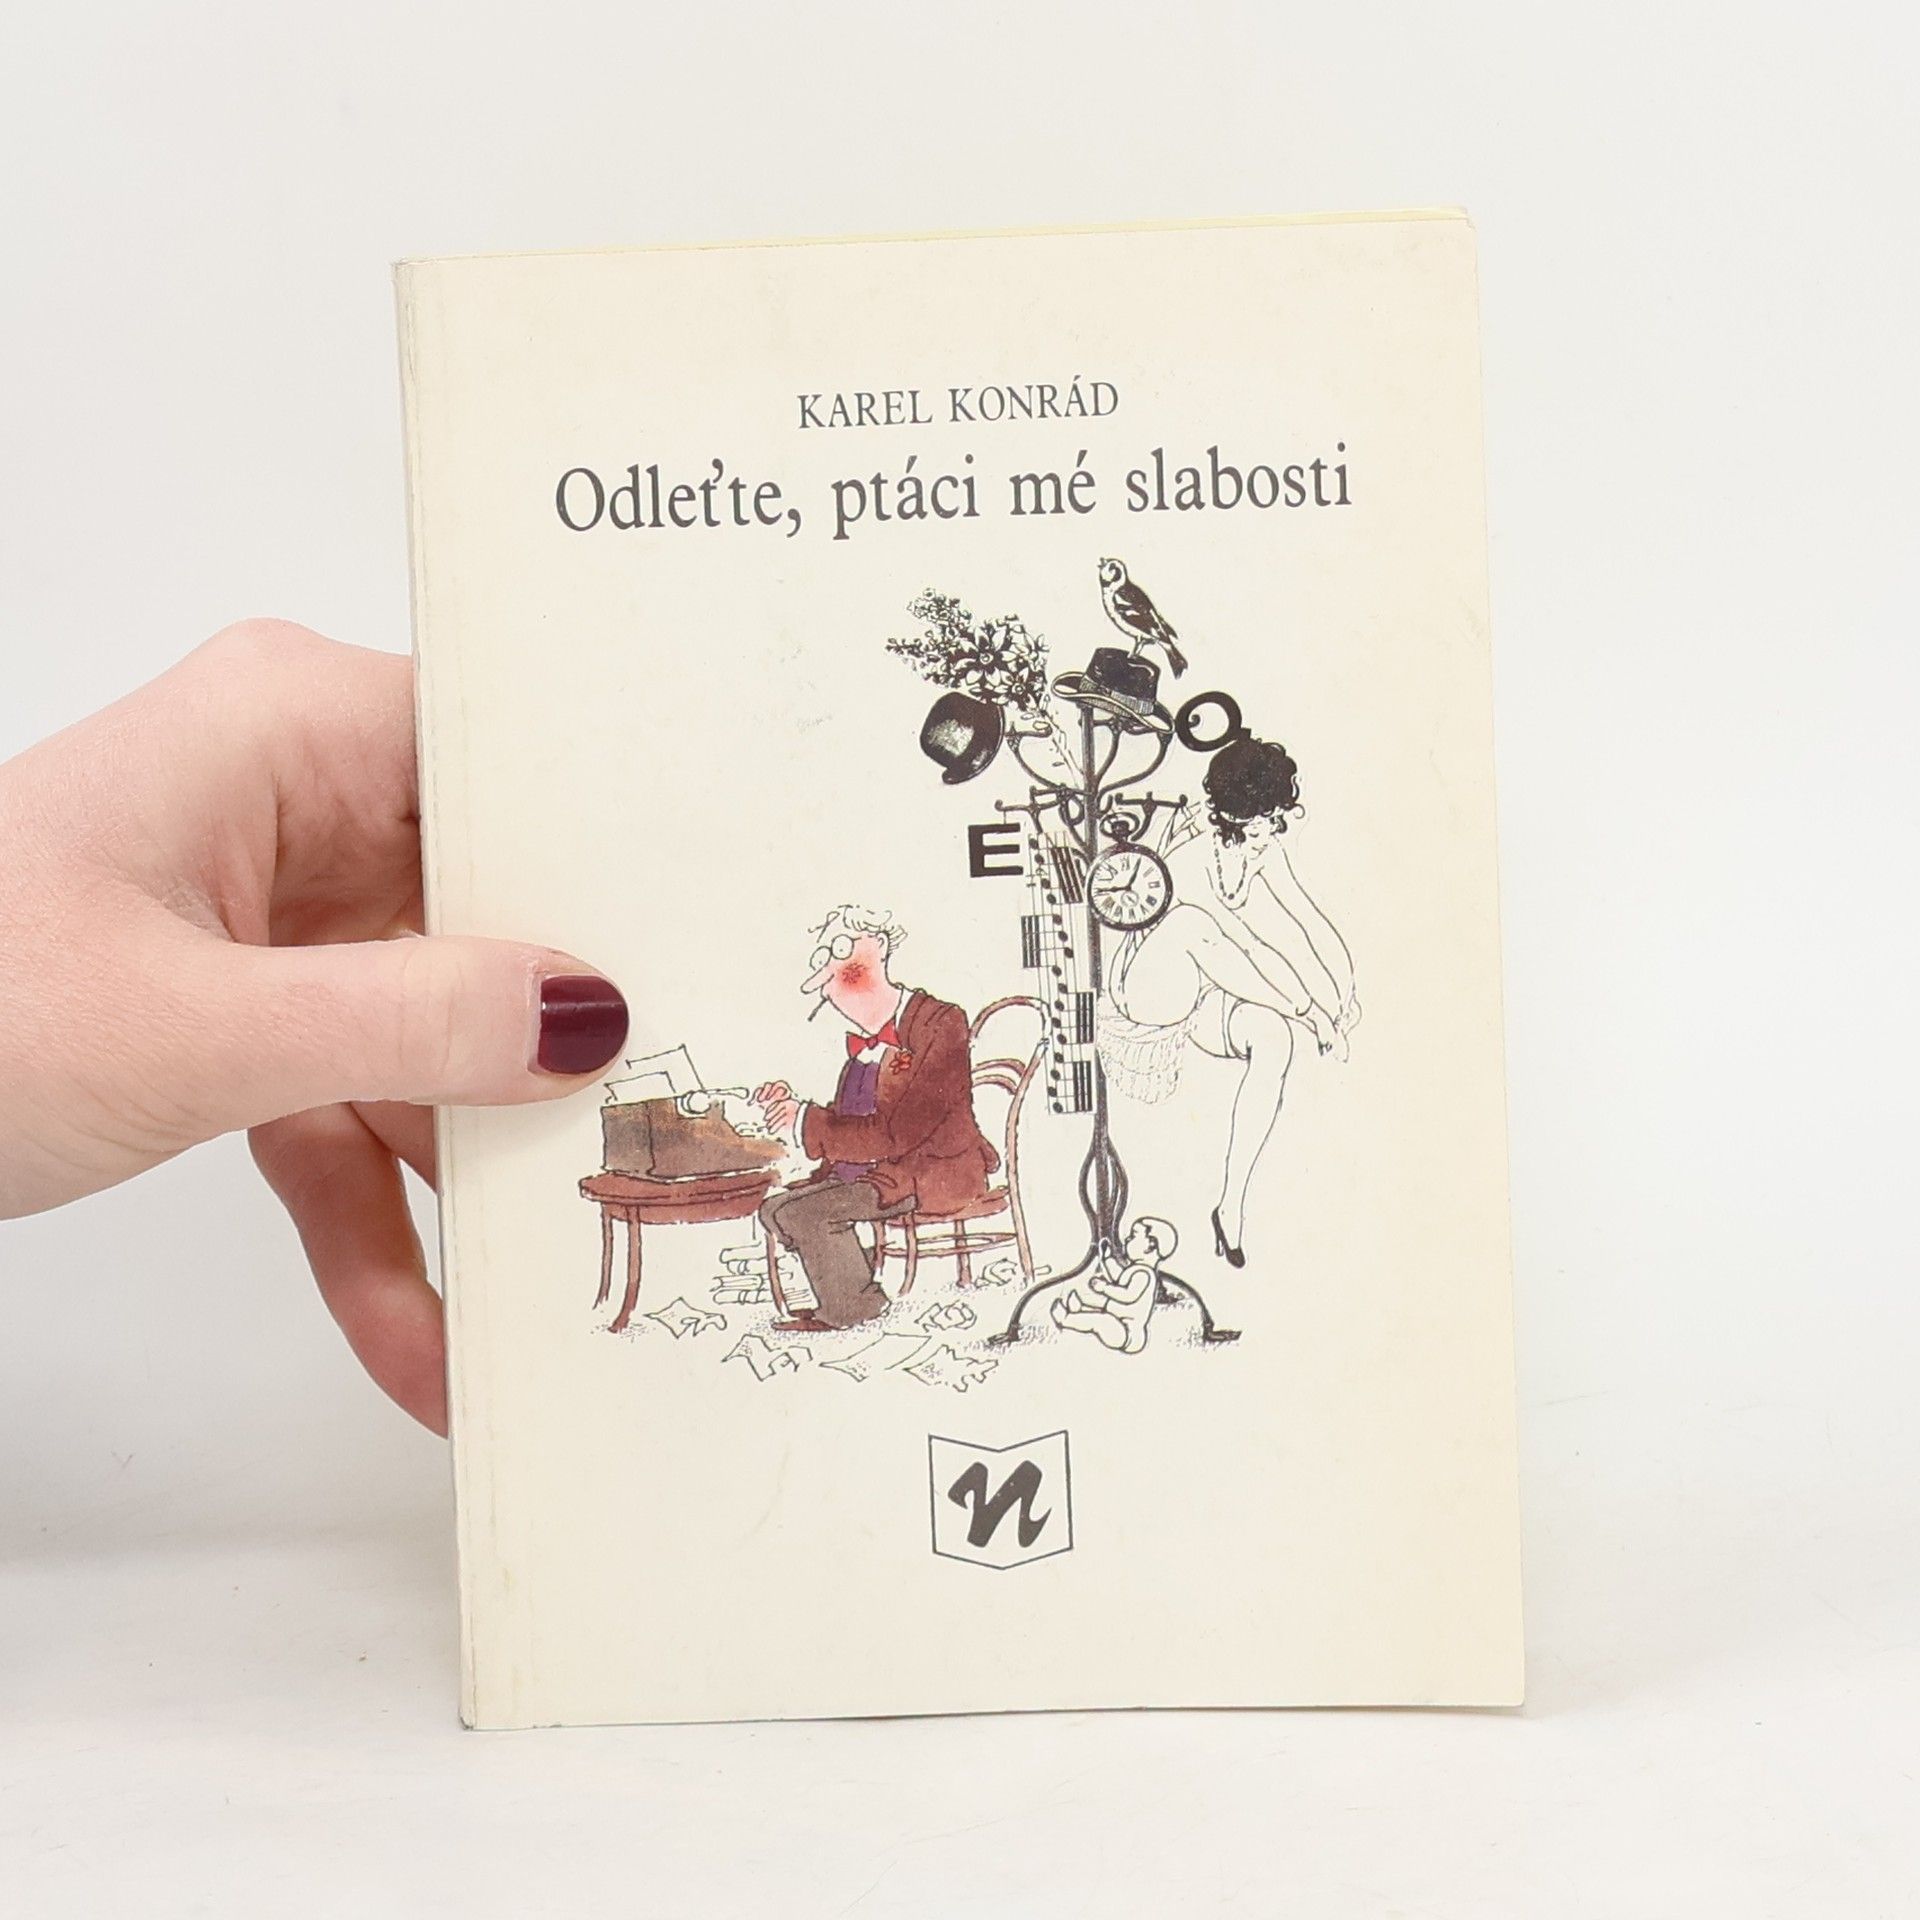 KAREL KONRÁD
Odleťte, ptáci mé slabosti
O
E
n